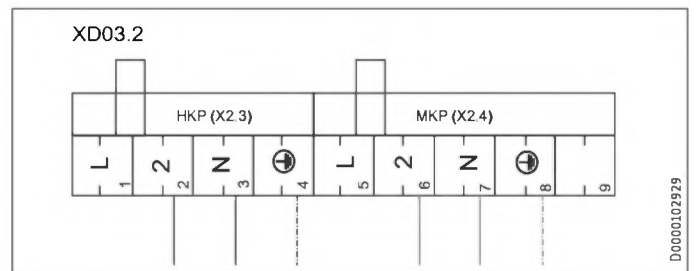 XD03.2
HKP (X2.3) MKP (X2.4)
L 2 N L 2 N
1 2 3 4 5 6 7 8 9
D0000102929